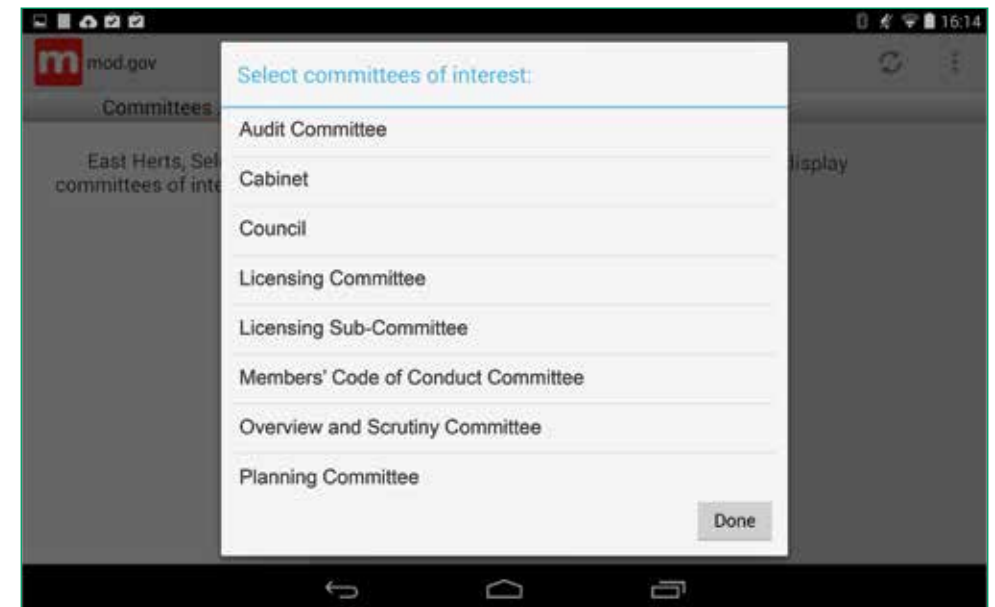 16:14
m mod.gov
Select committees of interest:
Committees
Audit Committee
East Herts, Sel
display
committees of inte
Cabinet
Council
Licensing Committee
Licensing Sub-Committee
Members' Code of Conduct Committee
Overview and Scrutiny Committee
Planning Committee
Done